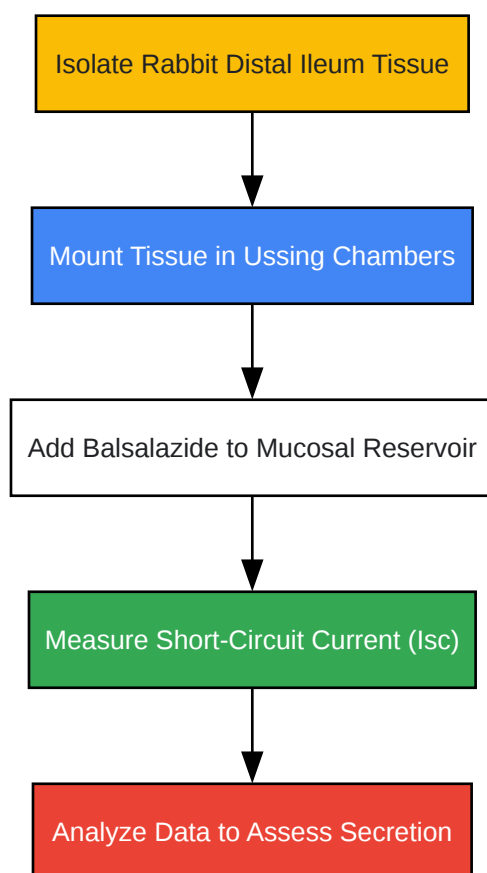 Isolate Rabbit Distal Ileum Tissue
Mount Tissue in Ussing Chambers
Add Balsalazide to Mucosal Reservoir
Measure Short-Circuit Current (Isc)
Analyze Data to Assess Secretion